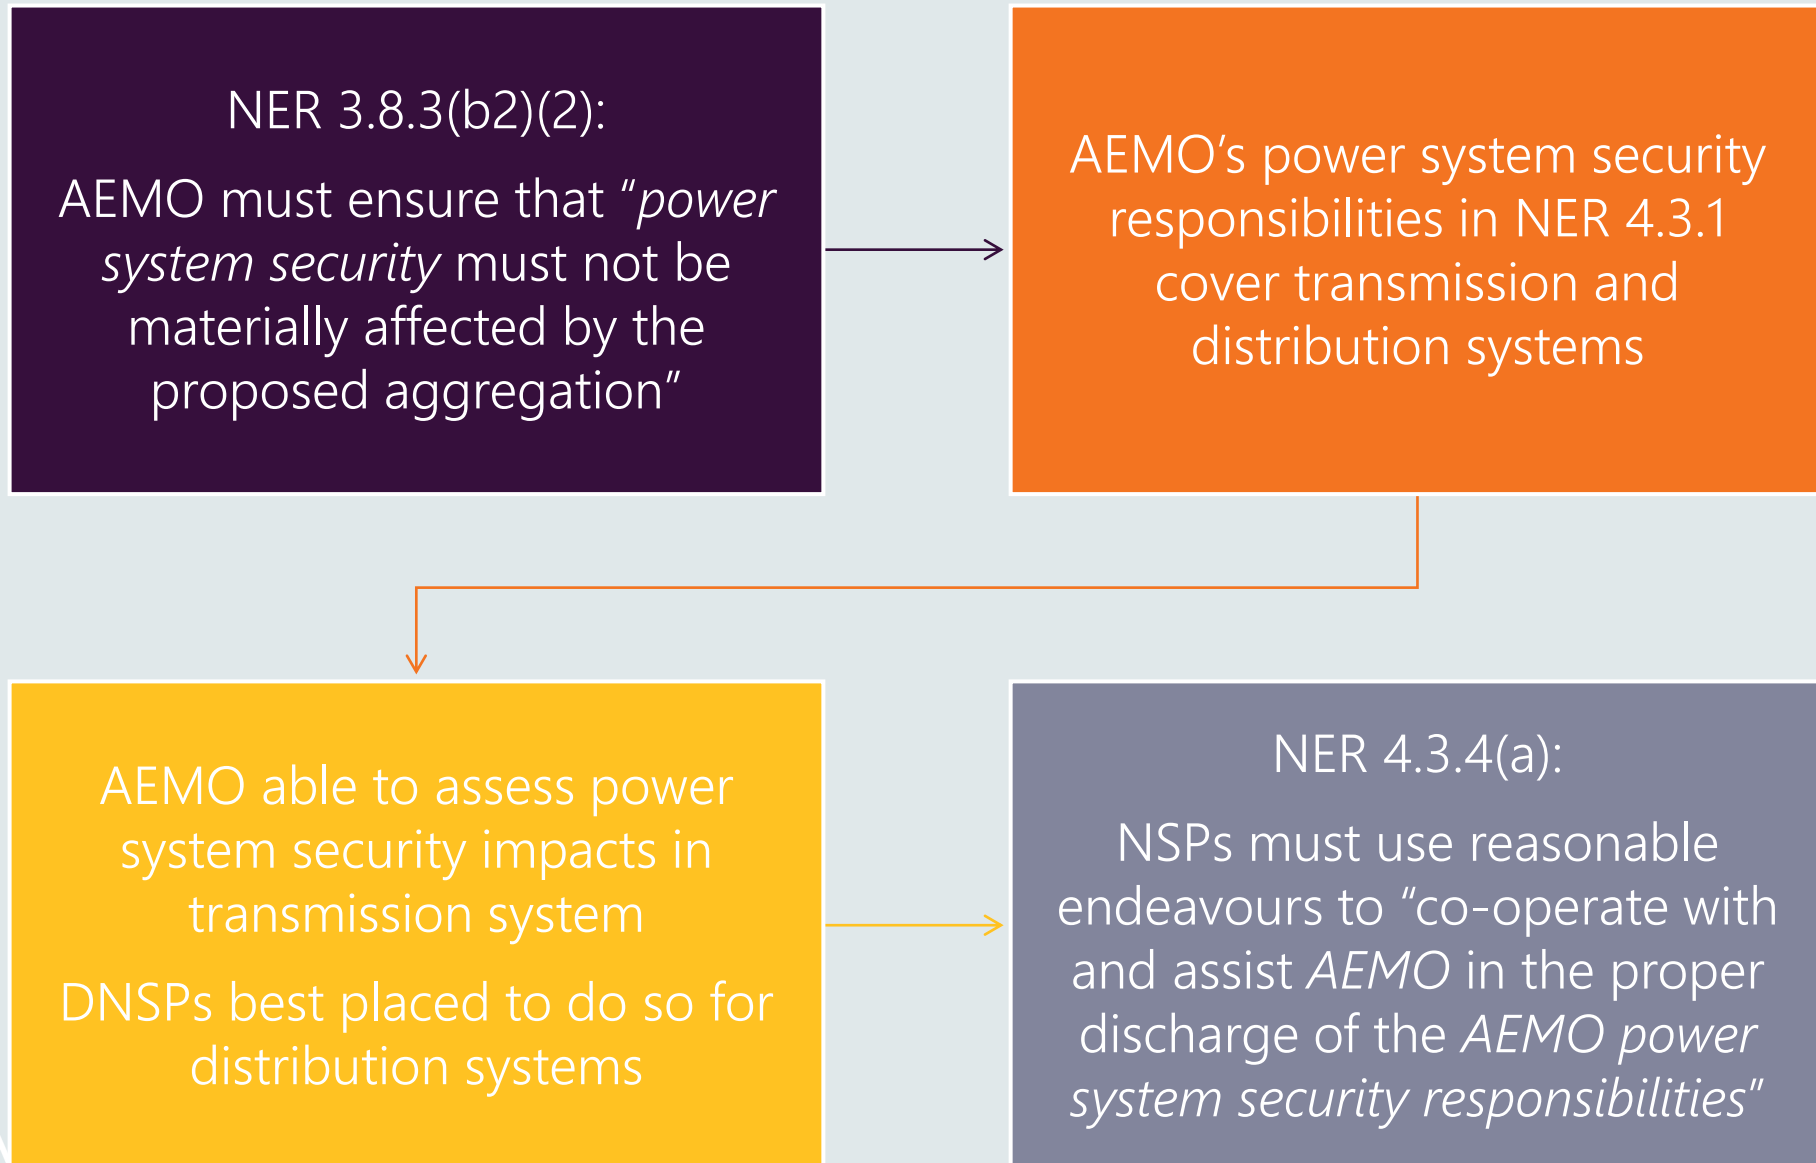 NER 3.8.3(b2)(2):
AEMO must ensure that “power
system security must not be
materially affected by the
proposed aggregation”
AEMO’s power system security
responsibilities in NER 4.3.1
cover transmission and
distribution systems
AEMO able to assess power
system security impacts in
transmission system
DNSPs best placed to do so for
distribution systems
NER 4.3.4(a):
NSPs must use reasonable
endeavours to “co-operate with
and assist AEMO in the proper
discharge of the AEMO power
system security responsibilities”